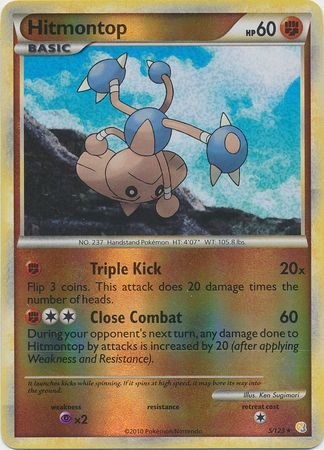 Hitmontop HP 60
BASIC
NO. 237 Handstand Pokémon HT: 4'07" WT: 105.8 lbs.
Triple Kick 20x
Flip 3 coins. This attack does 20 damage times the
number of heads.
Close Combat 60
During your opponent's next turn, any damage done to
Hitmontop by attacks is increased by 20 (after applying
Weakness and Resistance).
It launches kicks while spinning. If it spins at high speed, it may bore its way into
the ground.
Illus. Ken Sugimori
weakness resistance retreat cost
×2
©2010 Pokémon/Nintendo 5/123 ★